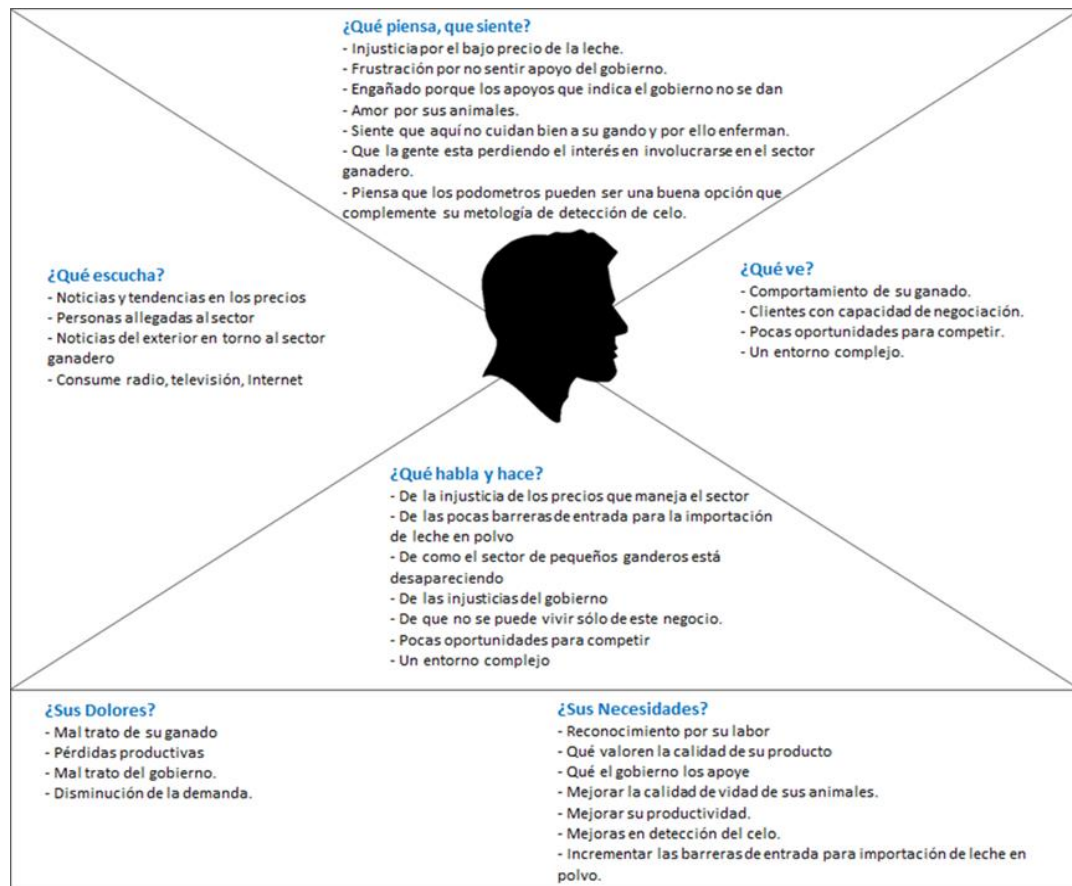 ¿Qué piensa, que siente?
- Injusticia por el bajo precio de la leche.
- Frustración por no sentir apoyo del gobierno.
- Engañado porque los apoyos que indica el gobierno no se dan
- Amor por sus animales.
- Siente que aquí no cuidan bien a su gando y por ello enferman.
- Que la gente esta perdiendo el interés en involucrarse en el sector
ganadero.
- Piensa que los podometros pueden ser una buena opción que
complemente su metología de detección de celo.
¿Qué escucha?
- Noticias y tendencias en los precios
- Personas allegadas al sector
- Noticias del exterior en torno al sector
ganadero
- Consume radio, televisión, Internet
¿Qué ve?
- Comportamiento de su ganado.
- Clientes con capacidad de negociación.
- Pocas oportunidades para competir.
- Un entorno complejo.
¿Qué habla y hace?
- De la injusticia de los precios que maneja el sector
- De las pocas barreras de entrada para la importación
de leche en polvo
- De como el sector de pequeños ganderos está
desapareciendo
- De las injusticias del gobierno
- De que no se puede vivir sólo de este negocio.
- Pocas oportunidades para competir
- Un entorno complejo
¿Sus Dolores?
- Mal trato de su ganado
- Pérdidas productivas
- Mal trato del gobierno.
- Disminución de la demanda.
¿Sus Necesidades?
- Reconocimiento por su labor
- Qué valoren la calidad de su producto
- Qué el gobierno los apoye
- Mejorar la calidad de vidad de sus animales.
- Mejorar su productividad.
- Mejoras en detección del celo.
- Incrementar las barreras de entrada para importación de leche en
polvo.